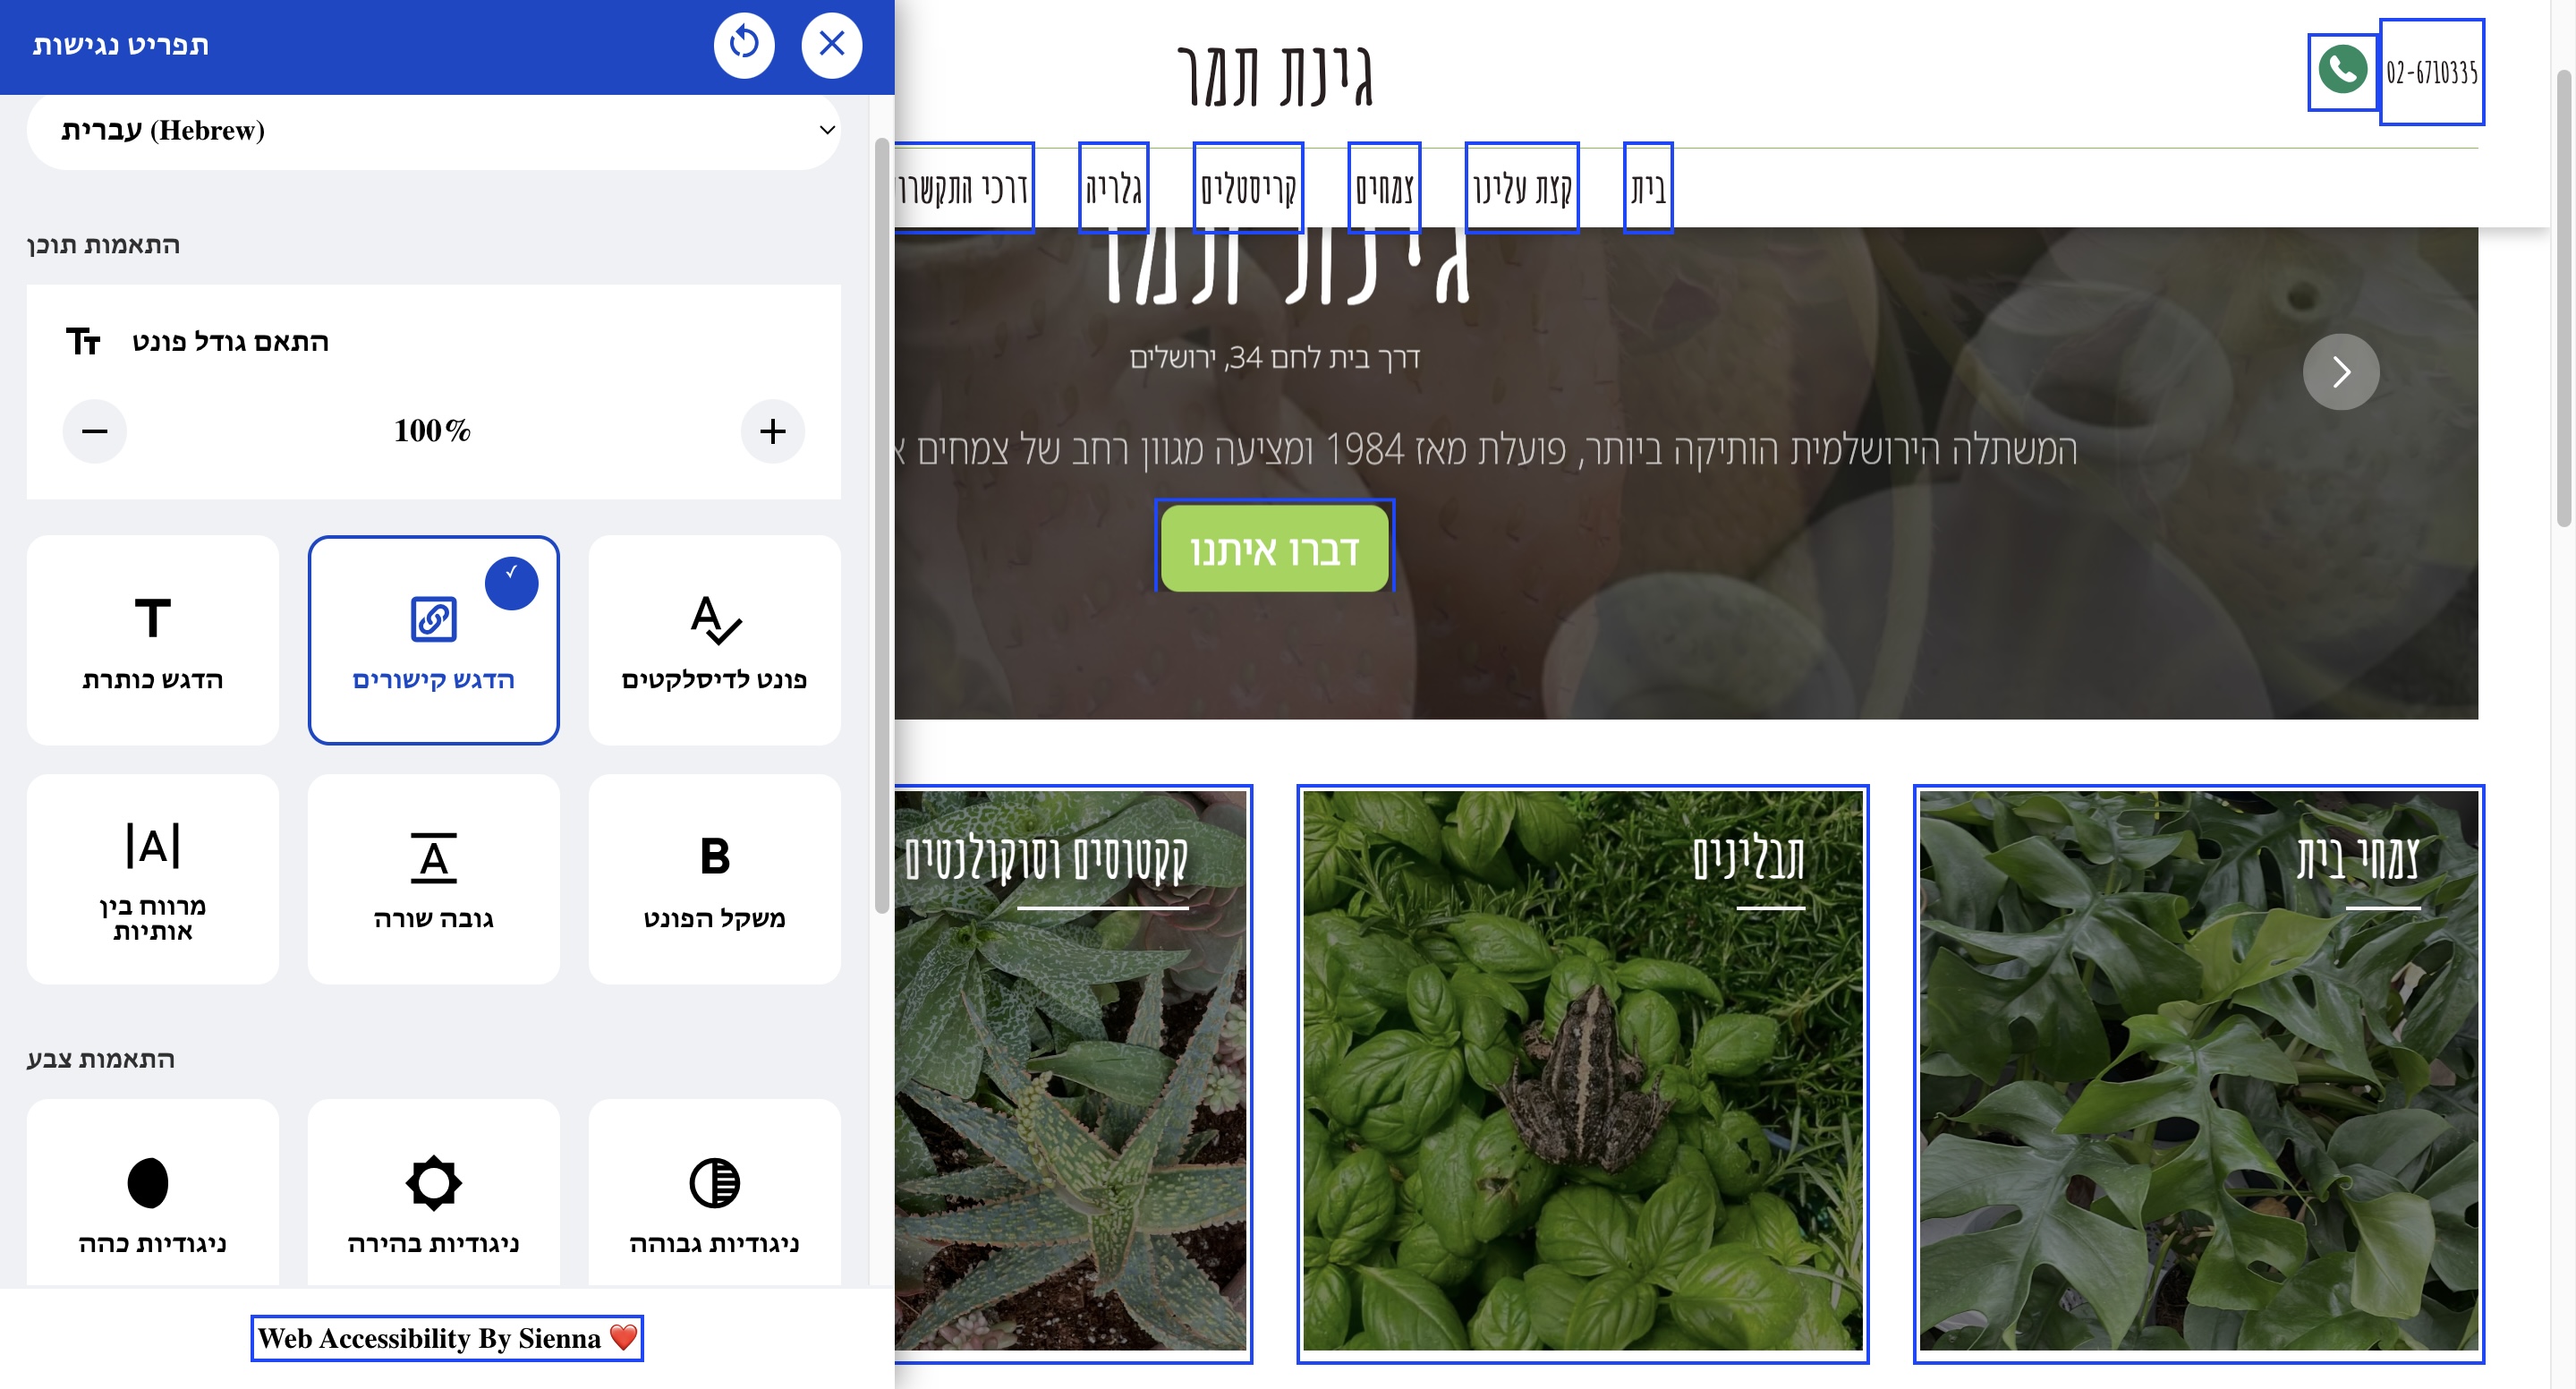 תפריט נגישות
עברית (Hebrew)
התאמות תוכן
התאם גודל פונט
100%
הדגש כותרת
הדגש קישורים
פונט לדיסלקטים
מרווח בין
אותיות
גובה שורה
משקל הפונט
התאמות צבע
ניגודיות כהה
ניגודיות בהירה
ניגודיות גבוהה
Web Accessibility By Sienna ❤️
גינת תמר
02-6710335
בית
קצת עלינו
צמחים
קריסטלים
גלריה
דרכי התקשרו
גינת תמר
דרך בית לחם 34, ירושלים
המשתלה הירושלמית הותיקה ביותר, פועלת מאז 1984 ומציעה מגוון רחב של צמחים
דברו איתנו
צמחי בית
תבלינים
קקטוסים וסוקולנטים